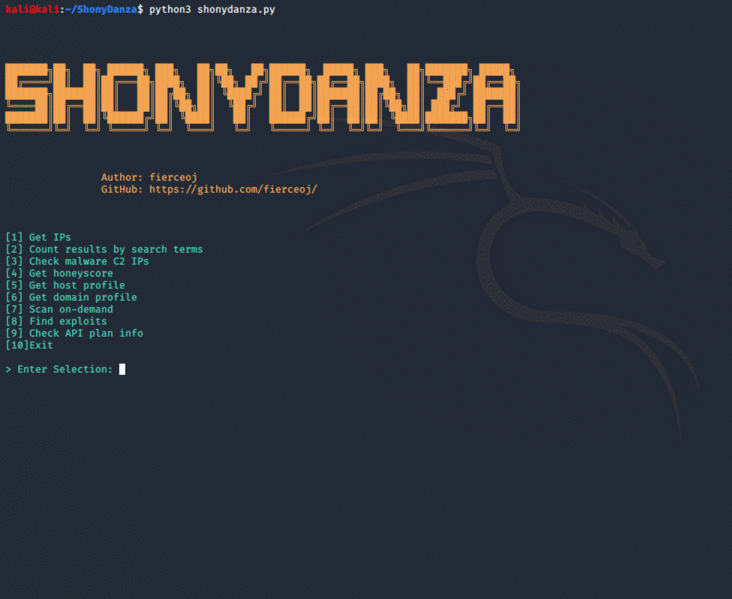 kali@kali:~/ShonyDanza$ python3 shonydanza.py
SHONYDANZA
Author: fierceoj
GitHub: https://github.com/fierceoj/
[1] Get IPs
[2] Count results by search terms
[3] Check malware C2 IPs
[4] Get honeyscore
[5] Get host profile
[6] Get domain profile
[7] Scan on-demand
[8] Find exploits
[9] Check API plan info
[10]Exit
> Enter Selection: